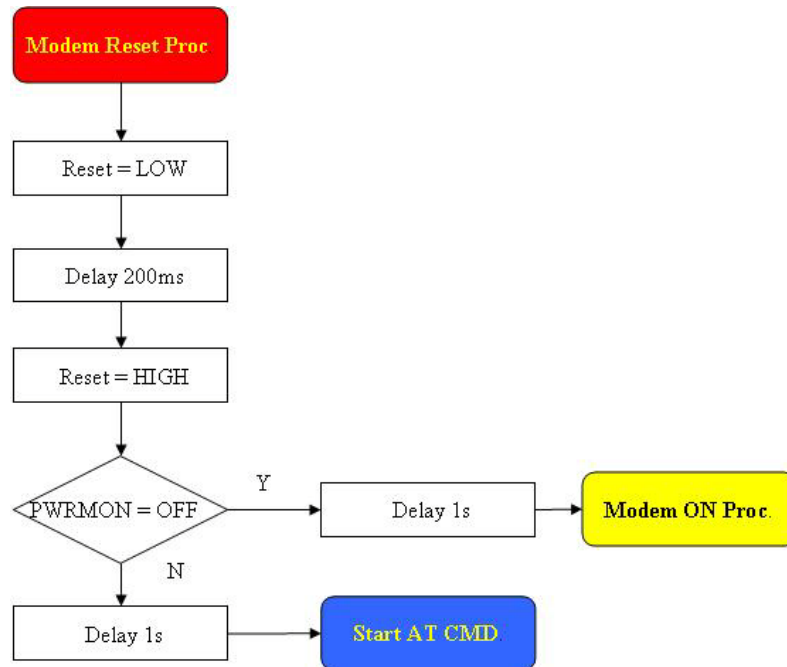 Modem Reset Proc
Reset = LOW
Delay 200ms
Reset = HIGH
PWRMON = OFF
Y
Delay 1s
Modem ON Proc.
N
Delay 1s
Start AT CMD.